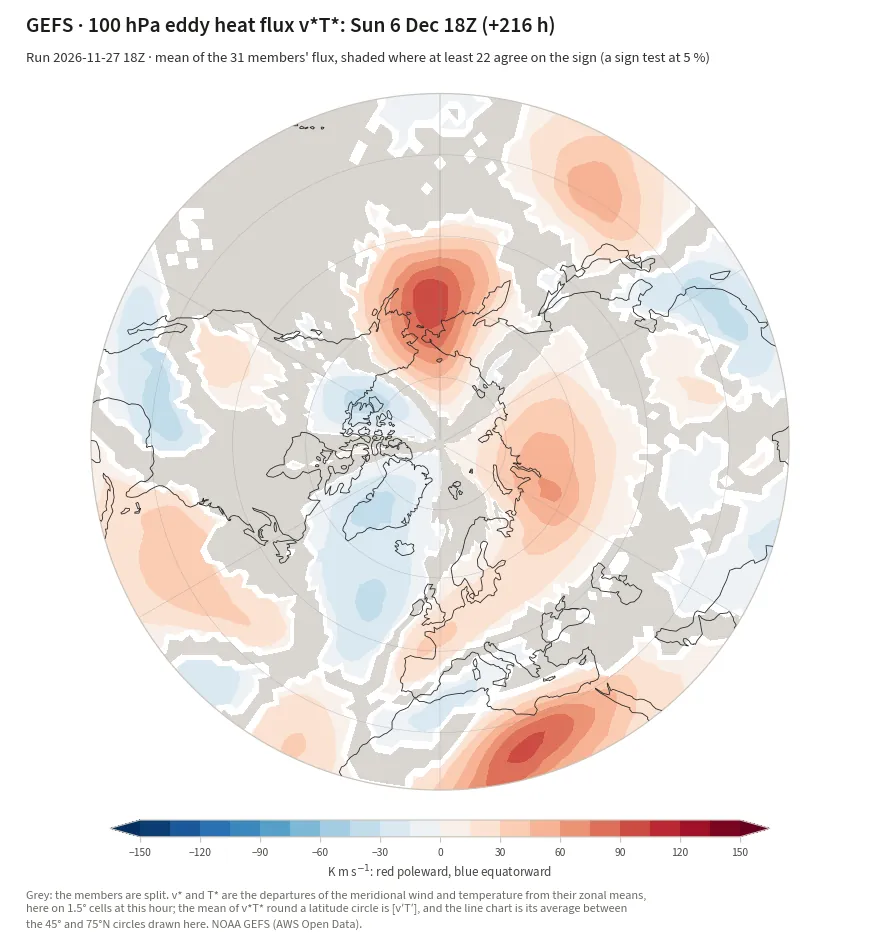 GEFS · 100 hPa eddy heat flux v*T*: Sun 6 Dec 18Z (+216 h)
Run 2026-11-27 18Z · mean of the 31 members' flux, shaded where at least 22 agree on the sign (a sign test at 5 %)
−150 −120 −90 −60 −30 0 30 60 90 120 150
K m s⁻¹: red poleward, blue equatorward
Grey: the members are split. v* and T* are the departures of the meridional wind and temperature from their zonal means,
here on 1.5° cells at this hour; the mean of v*T* round a latitude circle is [v'T'], and the line chart is its average between
the 45° and 75°N circles drawn here. NOAA GEFS (AWS Open Data).